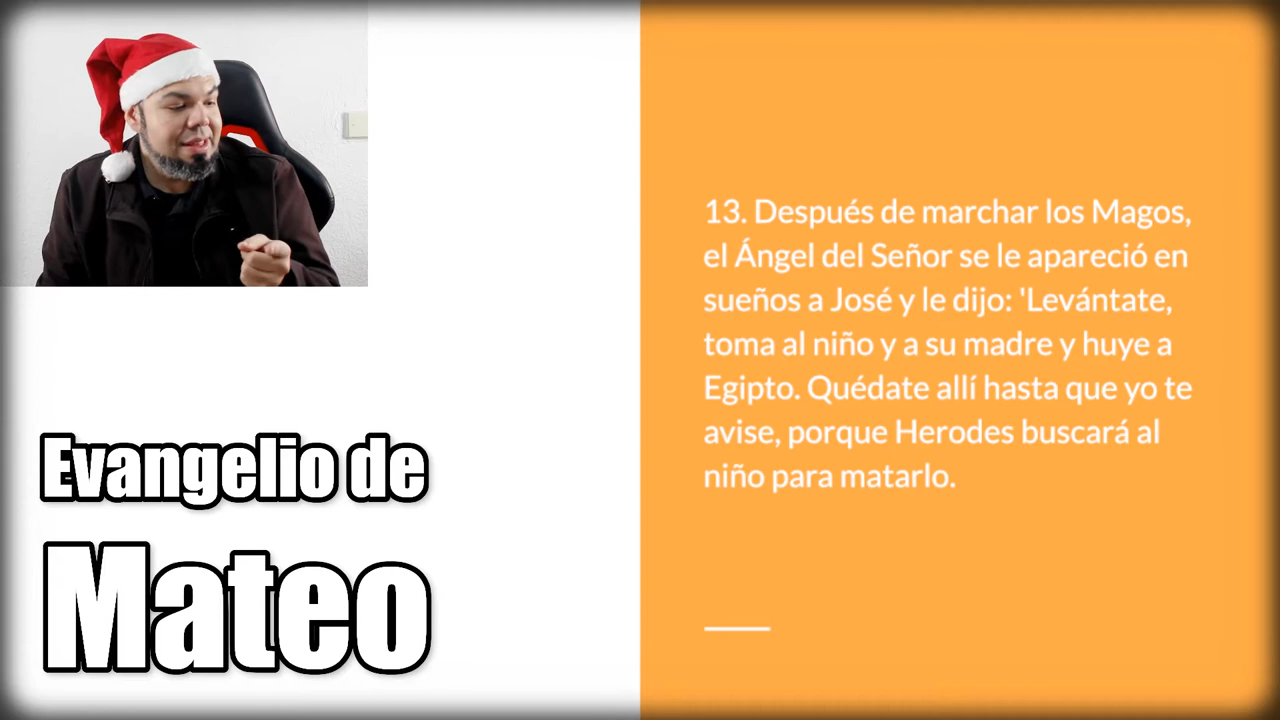 Evangelio de
Mateo
13. Después de marchar los Magos,
el Ángel del Señor se le apareció en
sueños a José y le dijo: 'Levántate,
toma al niño y a su madre y huye a
Egipto. Quédate allí hasta que yo te
avise, porque Herodes buscará al
niño para matarlo.